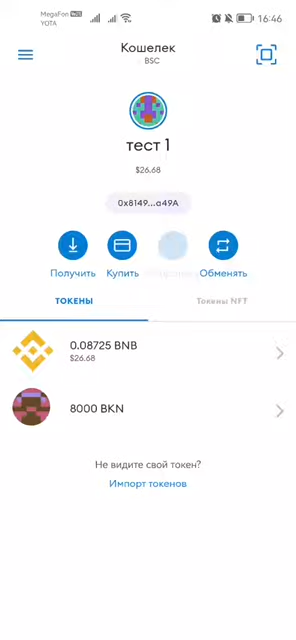 MegaFon VoLTE
YOTA
16:46
Кошелек
BSC
тест 1
$26.68
0x8149...a49A
Получить
Купить
Обменять
ТОКЕНЫ
Токены NFT
0.08725 BNB
$26.68
8000 BKN
Не видите свой токен?
Импорт токенов